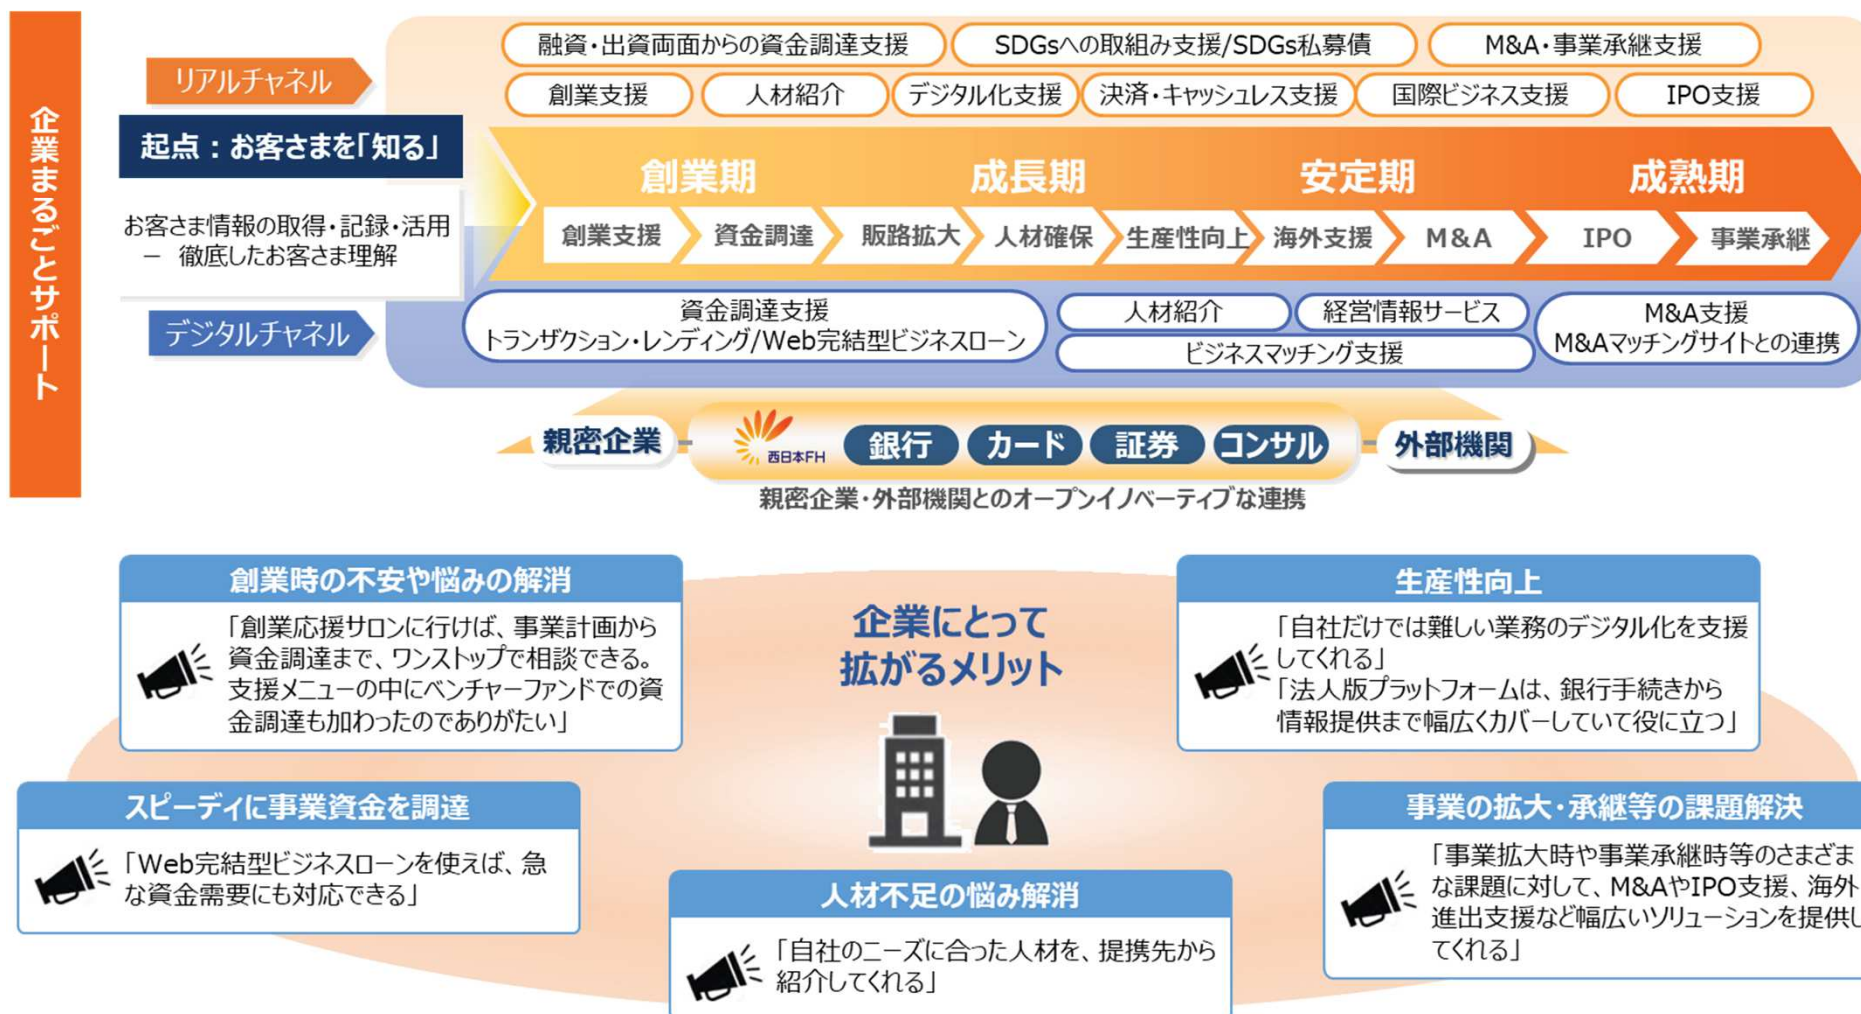 企業まるごとサポート
リアルチャネル
起点：お客さまを「知る」
お客さま情報の取得・記録・活用
－ 徹底したお客さま理解
デジタルチャネル
融資・出資両面からの資金調達支援
SDGsへの取組み支援/SDGs私募債
M&A・事業承継支援
創業支援
人材紹介
デジタル化支援
決済・キャッシュレス支援
国際ビジネス支援
IPO支援
創業期
成長期
安定期
成熟期
創業支援
資金調達
販路拡大
人材確保
生産性向上
海外支援
M&A
IPO
事業承継
資金調達支援
トランザクション・レンディング/Web完結型ビジネスローン
人材紹介
経営情報サービス
ビジネスマッチング支援
M&A支援
M&Aマッチングサイトとの連携
親密企業
西日本FH
銀行
カード
証券
コンサル
外部機関
親密企業・外部機関とのオープンイノベーティブな連携
企業にとって
拡がるメリット
創業時の不安や悩みの解消
「創業応援サロンに行けば、事業計画から
資金調達まで、ワンストップで相談できる。
支援メニューの中にベンチャーファンドでの資
金調達も加わったのでありがたい」
生産性向上
「自社だけでは難しい業務のデジタル化を支援
してくれる」
「法人版プラットフォームは、銀行手続きから
情報提供まで幅広くカバーしていて役に立つ」
スピーディに事業資金を調達
「Web完結型ビジネスローンを使えば、急
な資金需要にも対応できる」
人材不足の悩み解消
「自社のニーズに合った人材を、提携先から
紹介してくれる」
事業の拡大・承継等の課題解決
「事業拡大時や事業承継時等のさまざま
な課題に対して、M&AやIPO支援、海外
進出支援など幅広いソリューションを提供し
てくれる」